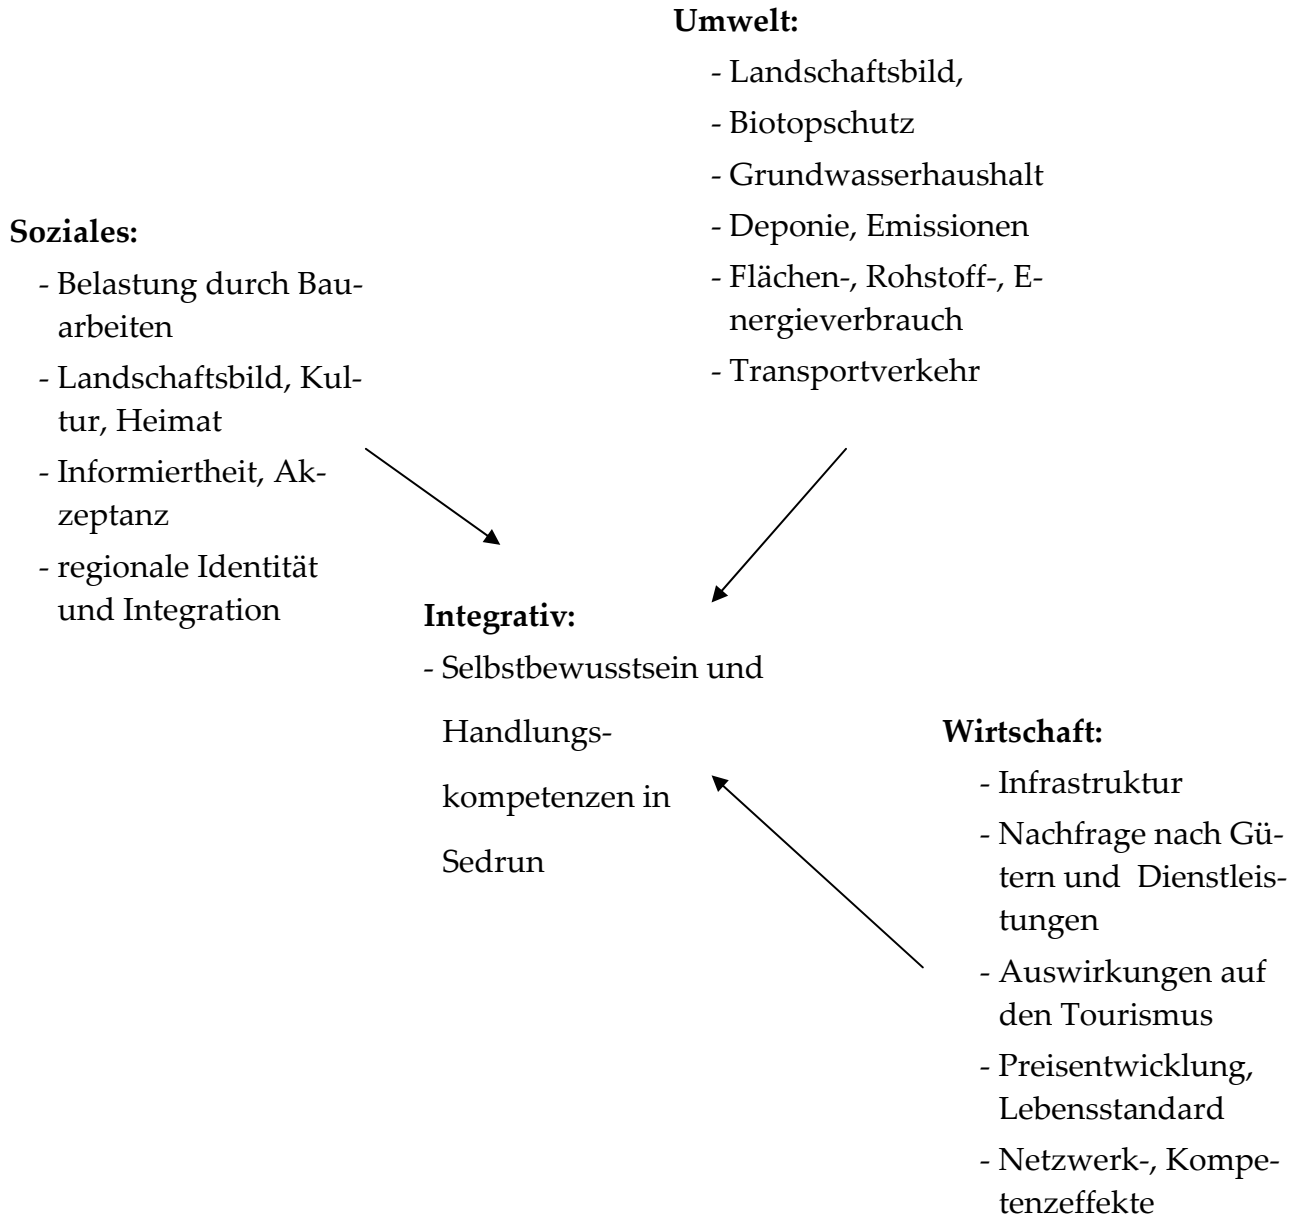 Umwelt:
- Landschaftsbild,
- Biotopschutz
- Grundwasserhaushalt
- Deponie, Emissionen
- Flächen-, Rohstoff-, E-
nergieverbrauch
- Transportverkehr
Soziales:
- Belastung durch Bau-
arbeiten
- Landschaftsbild, Kul-
tur, Heimat
- Informiertheit, Ak-
zeptanz
- regionale Identität
und Integration
Integrativ:
- Selbstbewusstsein und
Handlungs-
kompetenzen in
Sedrun
Wirtschaft:
- Infrastruktur
- Nachfrage nach Gü-
tern und  Dienstleis-
tungen
- Auswirkungen auf
den Tourismus
- Preisentwicklung,
Lebensstandard
- Netzwerk-, Kompe-
tenzeffekte